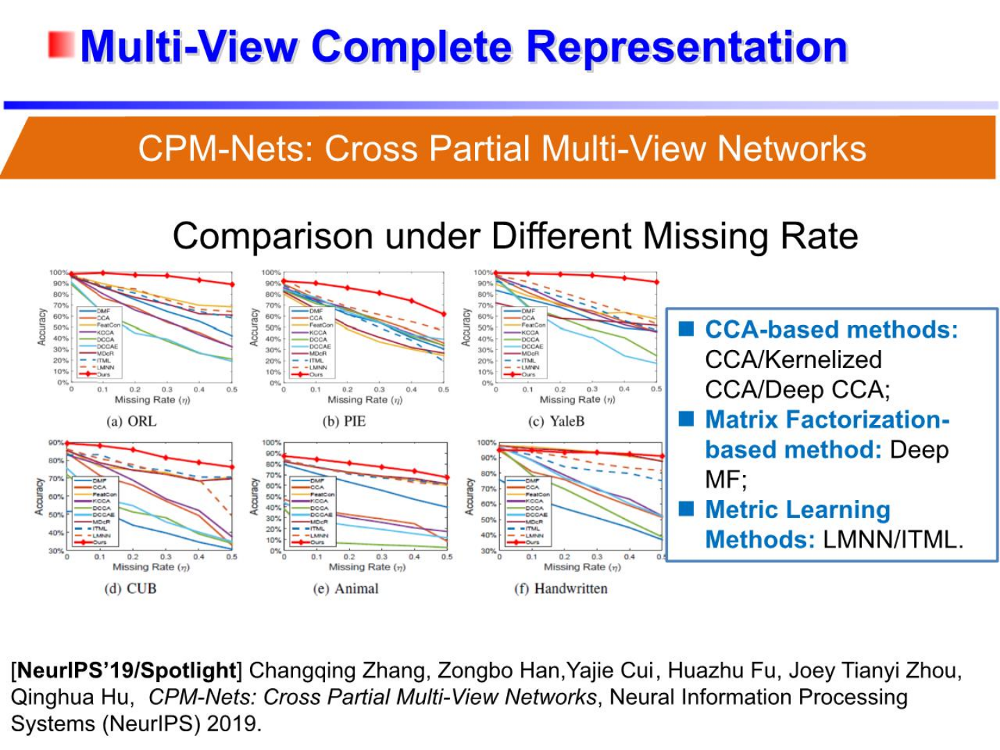 Multi-View Complete Representation
CPM-Nets: Cross Partial Multi-View Networks
Comparison under Different Missing Rate
100%
90%
80%
70%
60%
50%
40%
30%
20%
10%
0%
Accuracy
DMF
CCA
FeatCon
KCCA
DCCA
DCCAE
MDcR
ITML
LMNN
Ours
0 0.1 0.2 0.3 0.4 0.5
Missing Rate (η)
(a) ORL
100%
90%
80%
70%
60%
50%
40%
30%
20%
10%
0%
Accuracy
DMF
CCA
FeatCon
KCCA
DCCA
DCCAE
MDcR
ITML
LMNN
Ours
0 0.1 0.2 0.3 0.4 0.5
Missing Rate (η)
(b) PIE
100%
90%
80%
70%
60%
50%
40%
30%
20%
10%
0%
Accuracy
DMF
CCA
FeatCon
KCCA
DCCA
DCCAE
MDcR
ITML
LMNN
Ours
0 0.1 0.2 0.3 0.4 0.5
Missing Rate (η)
(c) YaleB
90%
80%
70%
60%
50%
40%
30%
Accuracy
DMF
CCA
FeatCon
KCCA
DCCA
DCCAE
MDcR
ITML
LMNN
Ours
0 0.1 0.2 0.3 0.4 0.5
Missing Rate (η)
(d) CUB
100%
90%
80%
70%
60%
50%
40%
30%
20%
10%
0%
Accuracy
DMF
CCA
FeatCon
KCCA
DCCA
DCCAE
MDcR
ITML
LMNN
Ours
0 0.1 0.2 0.3 0.4 0.5
Missing Rate (η)
(e) Animal
100%
90%
80%
70%
60%
50%
40%
30%
Accuracy
DMF
CCA
FeatCon
KCCA
DCCA
DCCAE
MDcR
ITML
LMNN
Ours
0 0.1 0.2 0.3 0.4
Missing Rate (η)
(f) Handwritten
CCA-based methods:
CCA/Kernelized
CCA/Deep CCA;
Matrix Factorization-
based method: Deep
MF;
Metric Learning
Methods: LMNN/ITML.
[NeurIPS’19/Spotlight] Changqing Zhang, Zongbo Han,Yajie Cui, Huazhu Fu, Joey Tianyi Zhou,
Qinghua Hu, CPM-Nets: Cross Partial Multi-View Networks, Neural Information Processing
Systems (NeurIPS) 2019.